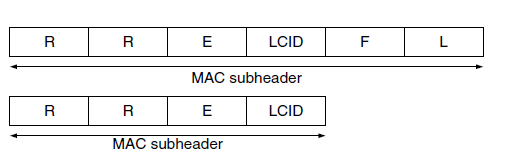 R R E LCID F L
MAC subheader
R R E LCID
MAC subheader